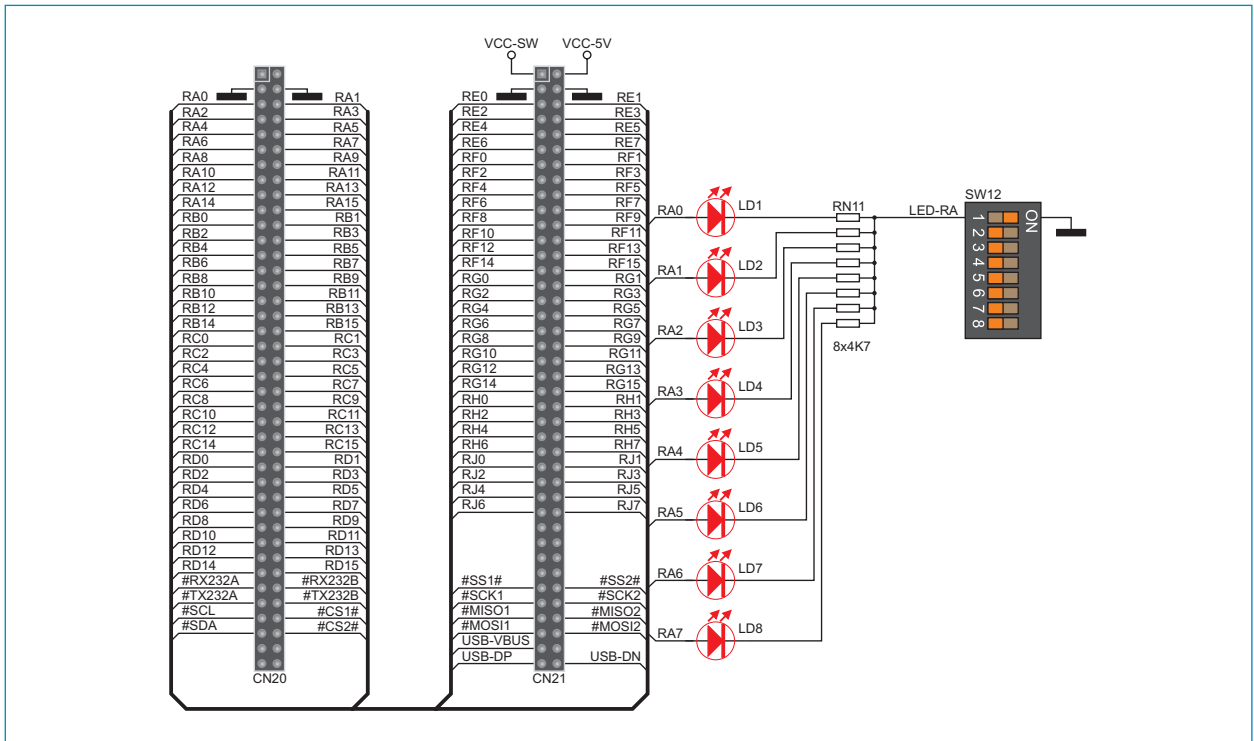 VCC-SW VCC-5V
RA0 RA1
RA2 RA3
RA4 RA5
RA6 RA7
RA8 RA9
RA10 RA11
RA12 RA13
RA14 RA15
RB0 RB1
RB2 RB3
RB4 RB5
RB6 RB7
RB8 RB9
RB10 RB11
RB12 RB13
RB14 RB15
RC0 RC1
RC2 RC3
RC4 RC5
RC6 RC7
RC8 RC9
RC10 RC11
RC12 RC13
RC14 RC15
RD0 RD1
RD2 RD3
RD4 RD5
RD6 RD7
RD8 RD9
RD10 RD11
RD12 RD13
RD14 RD15
#RX232A #RX232B
#TX232A #TX232B
#SCL #CS1#
#SDA #CS2#
CN20
RE0 RE1
RE2 RE3
RE4 RE5
RE6 RE7
RF0 RF1
RF2 RF3
RF4 RF5
RF6 RF7
RF8 RF9
RF10 RF11
RF12 RF13
RF14 RF15
RG0 RG1
RG2 RG3
RG4 RG5
RG6 RG7
RG8 RG9
RG10 RG11
RG12 RG13
RG14 RG15
RH0 RH1
RH2 RH3
RH4 RH5
RH6 RH7
RJ0 RJ1
RJ2 RJ3
RJ4 RJ5
RJ6 RJ7
#SS1# #SS2#
#SCK1 #SCK2
#MISO1 #MISO2
#MOSI1 #MOSI2
USB-VBUS
USB-DP USB-DN
CN21
RA0 LD1
RA1 LD2
RA2 LD3
RA3 LD4
RA4 LD5
RA5 LD6
RA6 LD7
RA7 LD8
RN11
8x4K7
LED-RA
SW12
ON
1
2
3
4
5
6
7
8